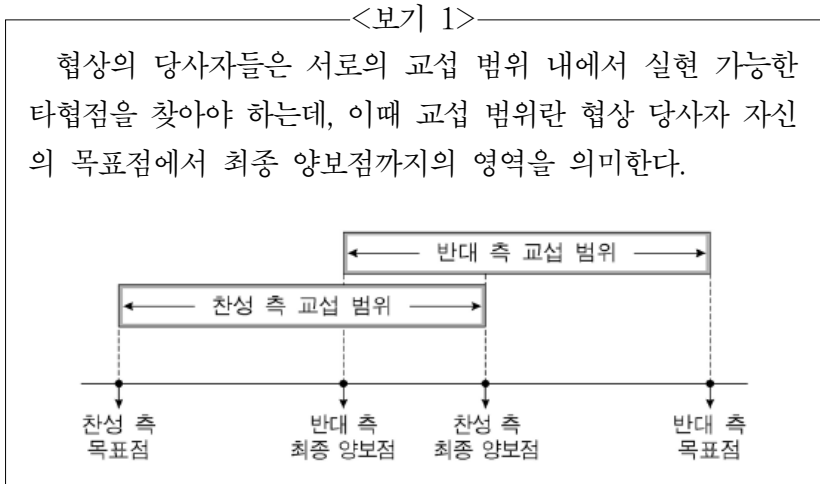 <보기 1>
협상의 당사자들은 서로의 교섭 범위 내에서 실현 가능한
타협점을 찾아야 하는데, 이때 교섭 범위란 협상 당사자 자신
의 목표점에서 최종 양보점까지의 영역을 의미한다.
반대 측 교섭 범위
찬성 측 교섭 범위
찬성 측 반대 측 찬성 측 반대 측
목표점 최종 양보점 최종 양보점 목표점